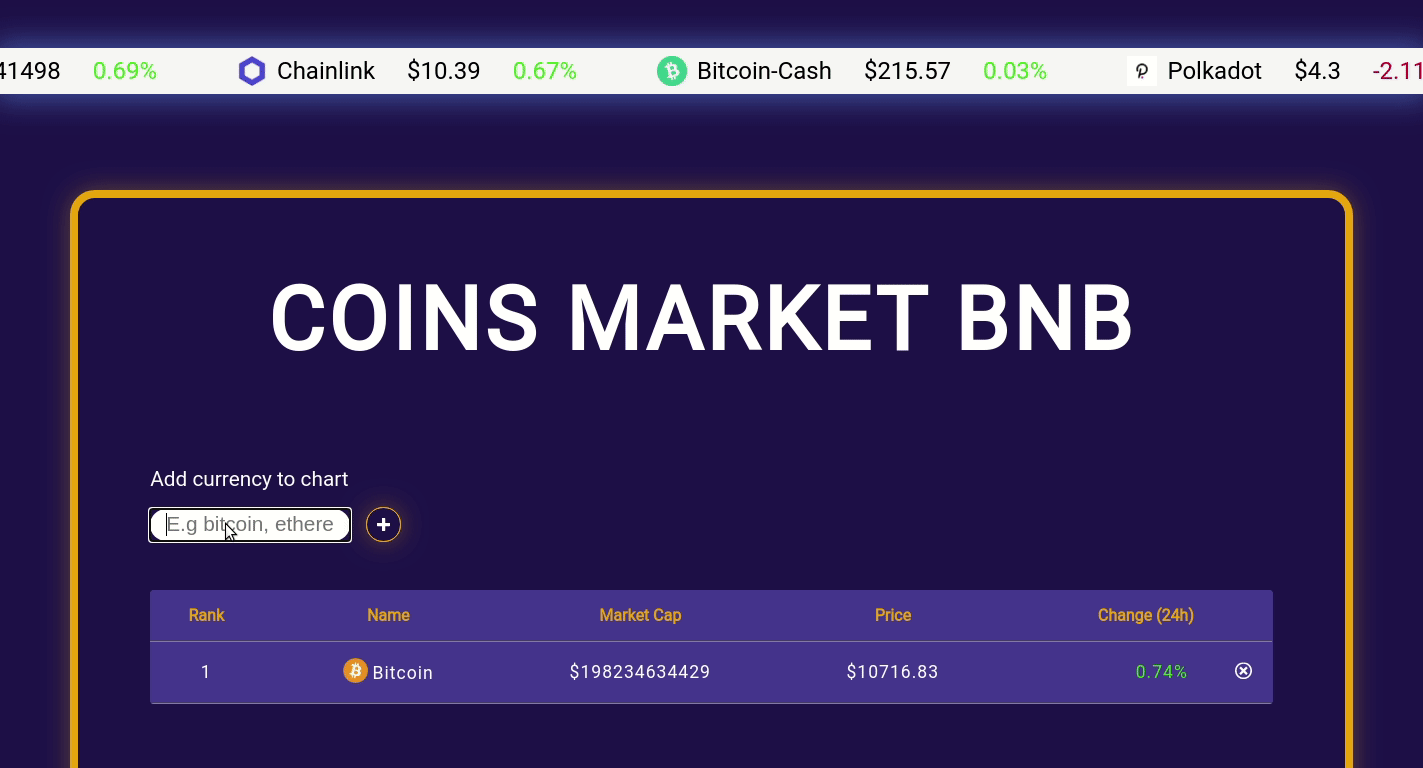 41498 0.69% Chainlink $10.39 0.67% Bitcoin-Cash $215.57 0.03% Polkadot $4.3 -2.11
COINS MARKET BNB
Add currency to chart
E.g bitcoin, ethere
Rank Name Market Cap Price Change (24h)
1 Bitcoin $198234634429 $10716.83 0.74%